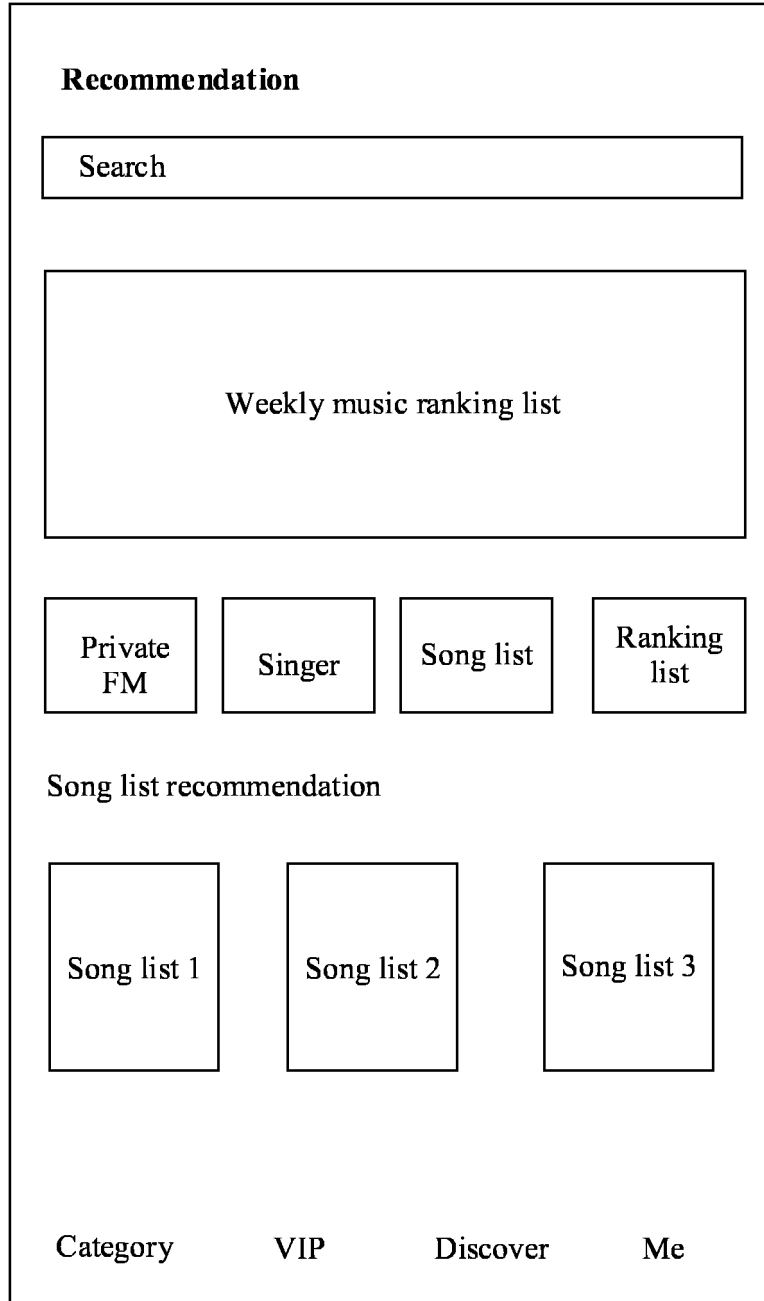 Recommendation
Search
Weekly music ranking list
Private
FM
Singer
Song list
Ranking
list
Song list recommendation
Song list 1
Song list 2
Song list 3
Category
VIP
Discover
Me